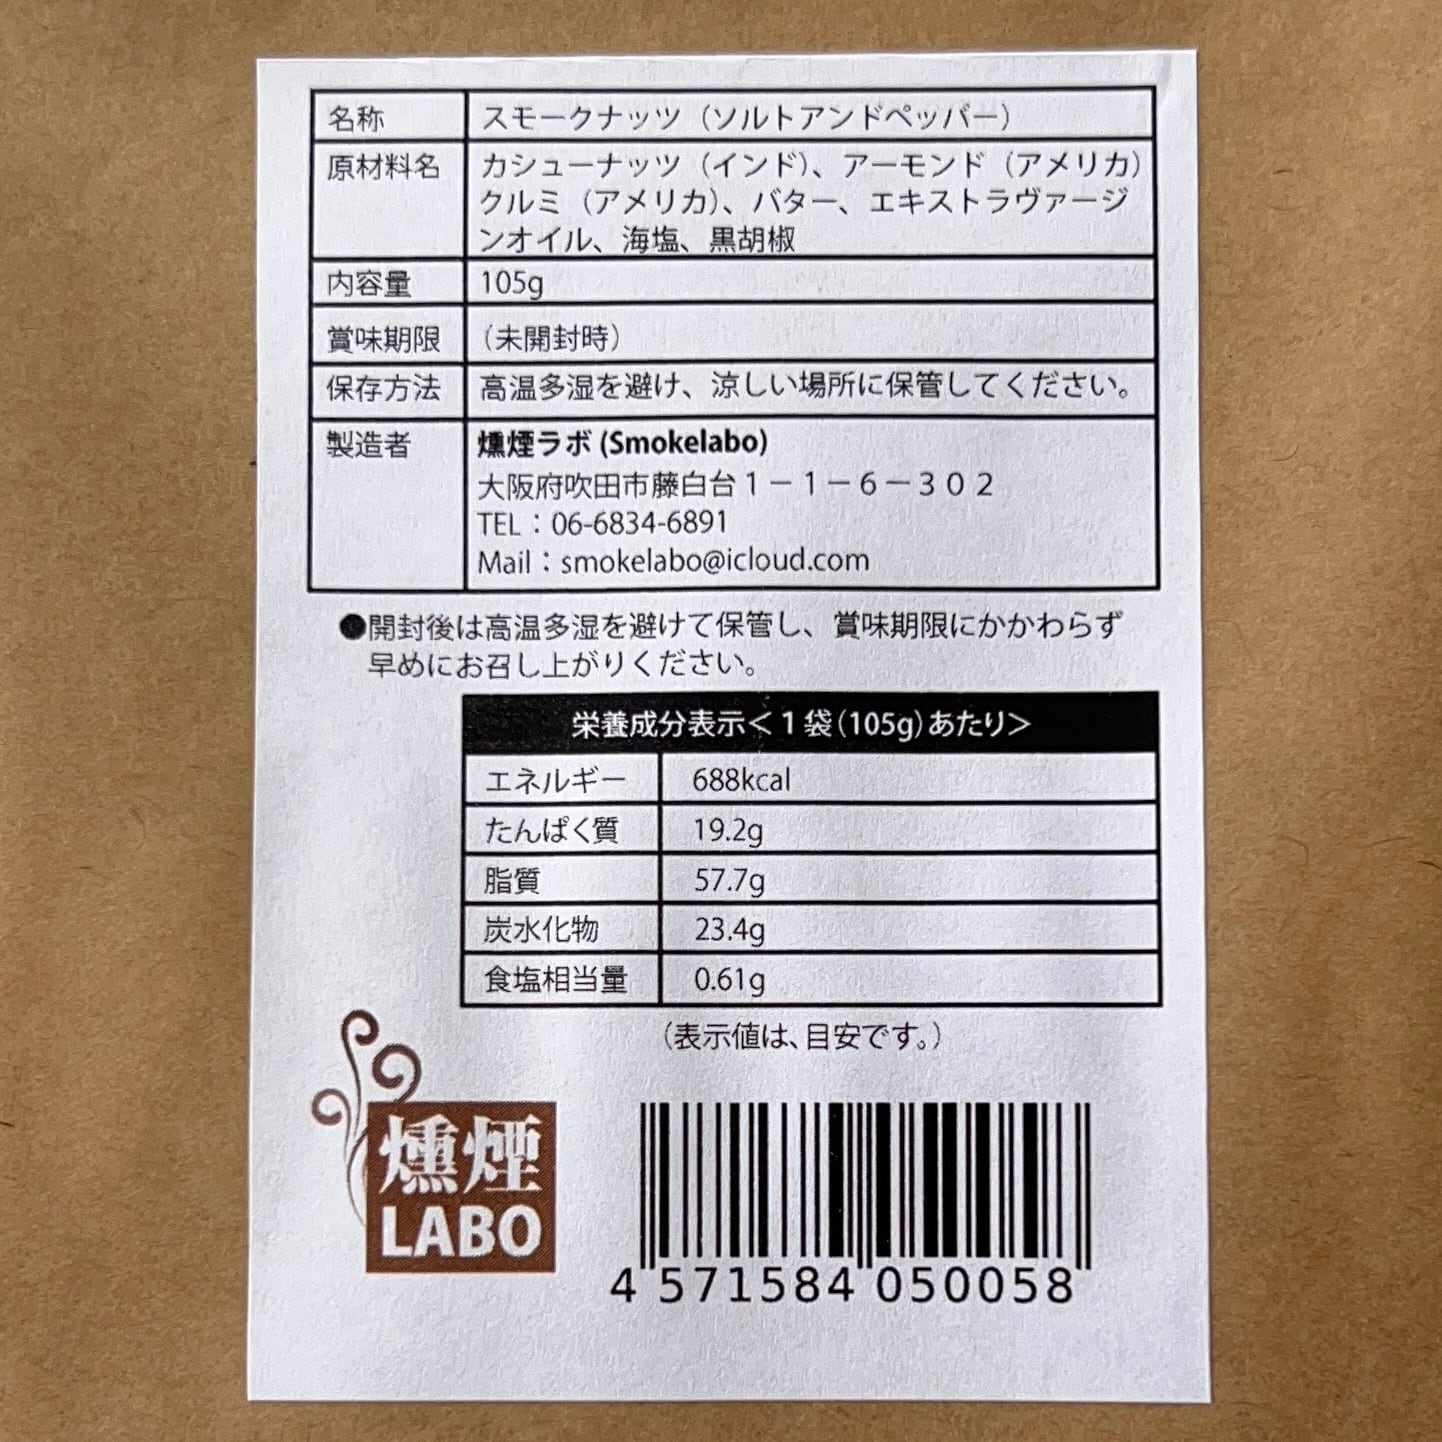 名称 スモークナッツ（ソルトアンドペッパー）
原材料名 カシューナッツ（インド）、アーモンド（アメリカ）
クルミ（アメリカ）、バター、エキストラヴァージ
ンオイル、海塩、黒胡椒
内容量 105g
賞味期限 （未開封時）
保存方法 高温多湿を避け、涼しい場所に保管してください。
製造者 燻煙ラボ (Smokelabo)
大阪府吹田市藤白台１－１－６－３０２
TEL：06-6834-6891
Mail：smokelabo@icloud.com
●開封後は高温多湿を避けて保管し、賞味期限にかかわらず
早めにお召し上がりください。
栄養成分表示＜１袋（105g）あたり＞
エネルギー 688kcal
たんぱく質 19.2g
脂質 57.7g
炭水化物 23.4g
食塩相当量 0.61g
（表示値は、目安です。）
燻煙
LABO
4 571584 050058